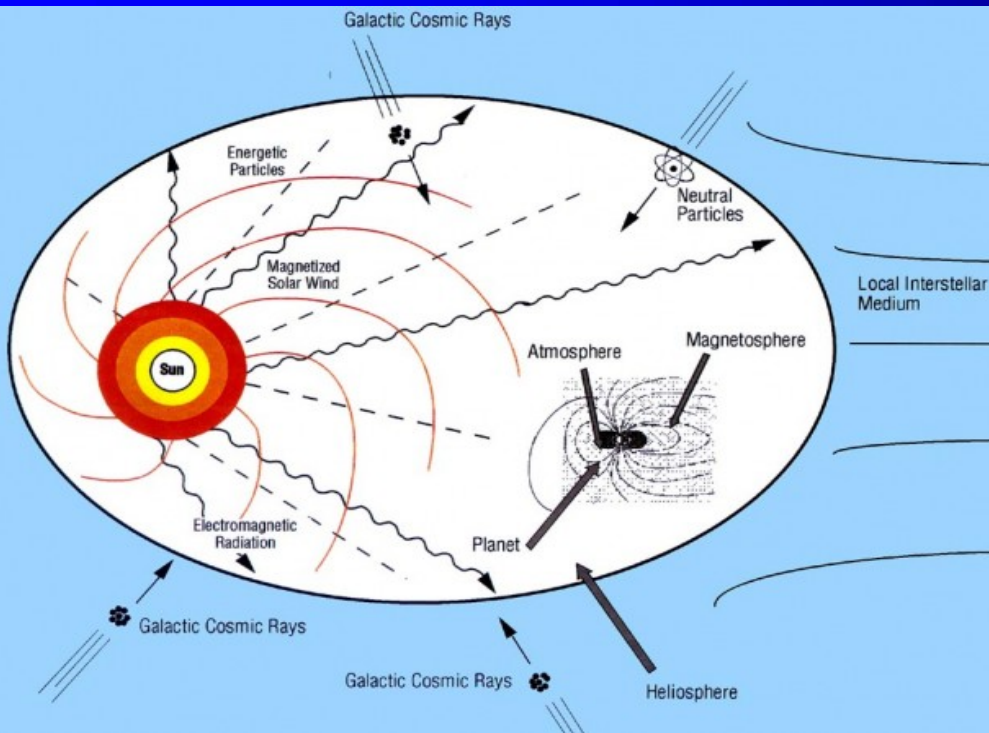 Galactic Cosmic Rays
Energetic
Particles
Neutral
Particles
Magnetized
Solar Wind
Local Interstellar
Medium
Atmosphere
Magnetosphere
Sun
Electromagnetic
Radiation
Planet
Galactic Cosmic Rays
Galactic Cosmic Rays
Heliosphere